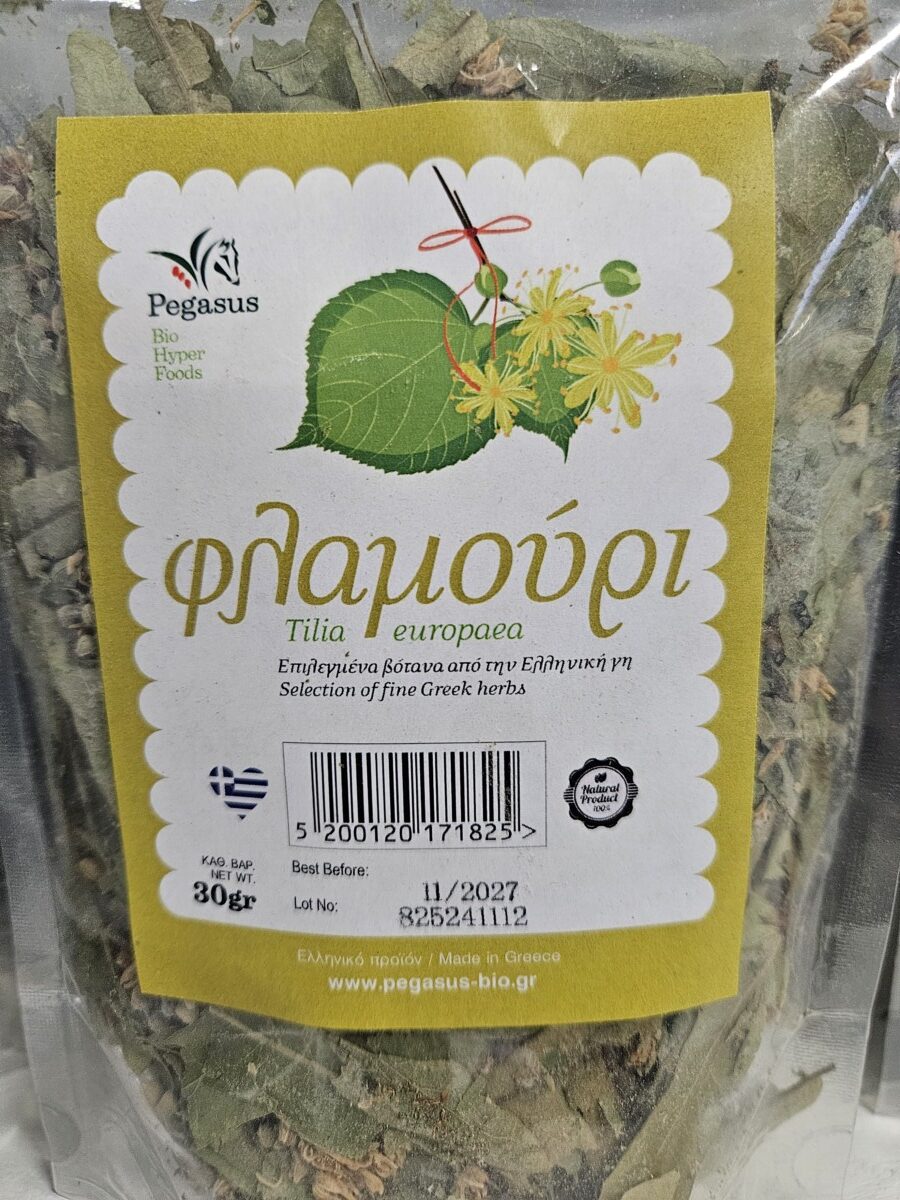 Pegasus
Bio
Hyper
Foods
φλαμούρι
Tilia europaea
Επιλεγμένα βότανα από την Ελληνική γη
Selection of fine Greek herbs
Natural
Product
100%
5 200120 171825 >
ΚΑΘ. ΒΑΡ.
NET WT.
30gr
Best Before:
11/2027
Lot No:
825241112
Ελληνικό προϊόν / Made in Greece
www.pegasus-bio.gr